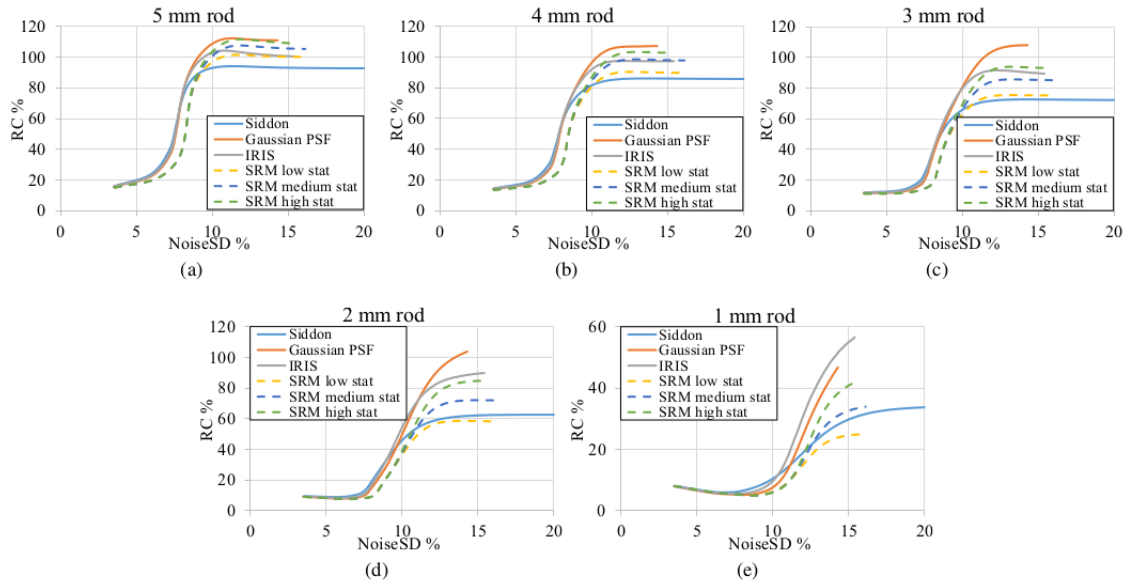 5 mm rod
120
100
80
60
40
20
0
RC %
Siddon
Gaussian PSF
IRIS
SRM low stat
SRM medium stat
SRM high stat
0 5 10 15 20
NoiseSD %
(a)
4 mm rod
120
100
80
60
40
20
0
RC %
Siddon
Gaussian PSF
IRIS
SRM low stat
SRM medium stat
SRM high stat
0 5 10 15 20
NoiseSD %
(b)
3 mm rod
120
100
80
60
40
20
0
RC %
Siddon
Gaussian PSF
IRIS
SRM low stat
SRM medium stat
SRM high stat
0 5 10 15 20
NoiseSD %
(c)
2 mm rod
120
100
80
60
40
20
0
RC %
Siddon
Gaussian PSF
IRIS
SRM low stat
SRM medium stat
SRM high stat
0 5 10 15 20
NoiseSD %
(d)
1 mm rod
60
40
20
0
RC %
Siddon
Gaussian PSF
IRIS
SRM low stat
SRM medium stat
SRM high stat
0 5 10 15 20
NoiseSD %
(e)